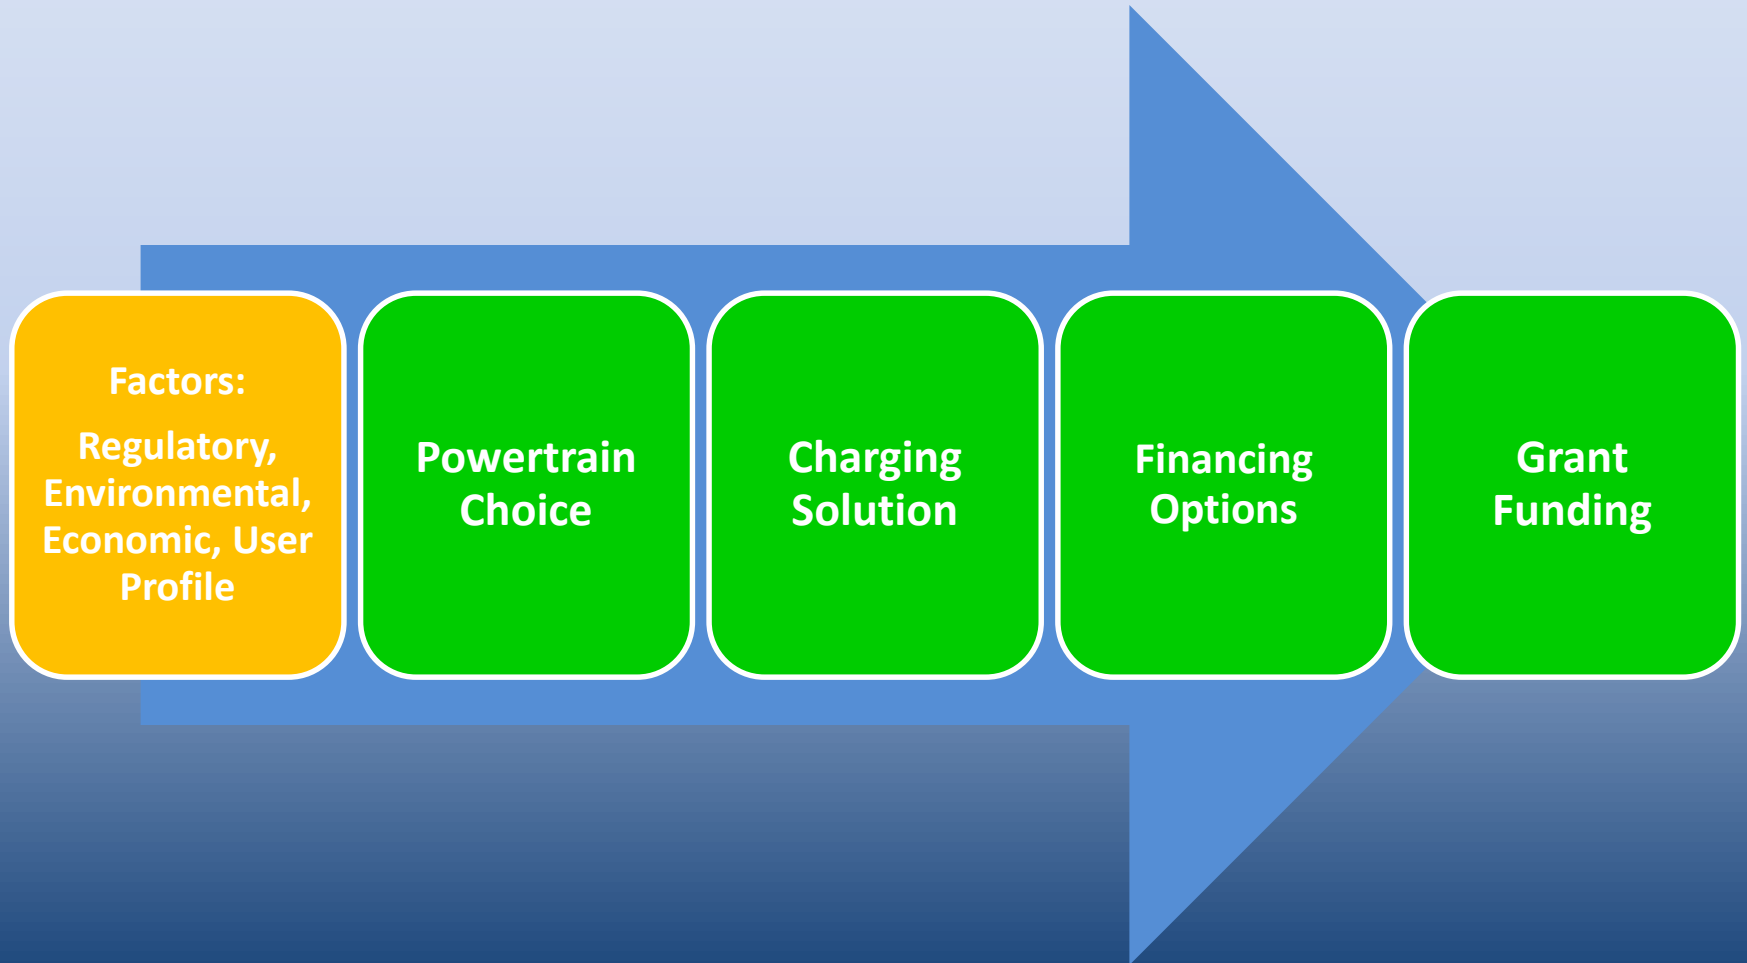 Factors:
Regulatory,
Environmental,
Economic, User
Profile
Powertrain
Choice
Charging
Solution
Financing
Options
Grant
Funding